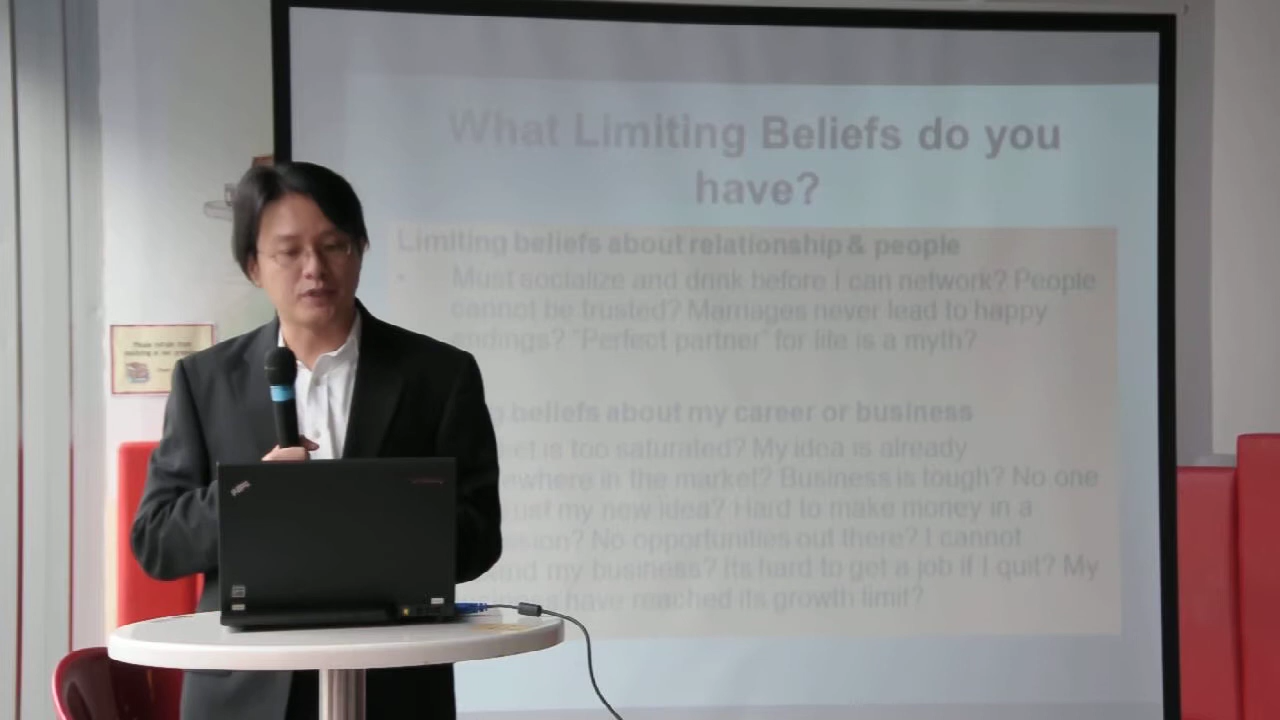 What Limiting Beliefs do you
have?
Limiting beliefs about relationship & people
• Must socialize and drink before I can network? People
cannot be trusted? Marriages never lead to happy
endings? "Perfect partner" for life is a myth?
beliefs about my career or business
is too saturated? My idea is already
in the market? Business is tough? No one
my new idea? Hard to make money in a
No opportunities out there? I cannot
my business? Its hard to get a job if I quit? My
have reached its growth limit?
Please refrain from